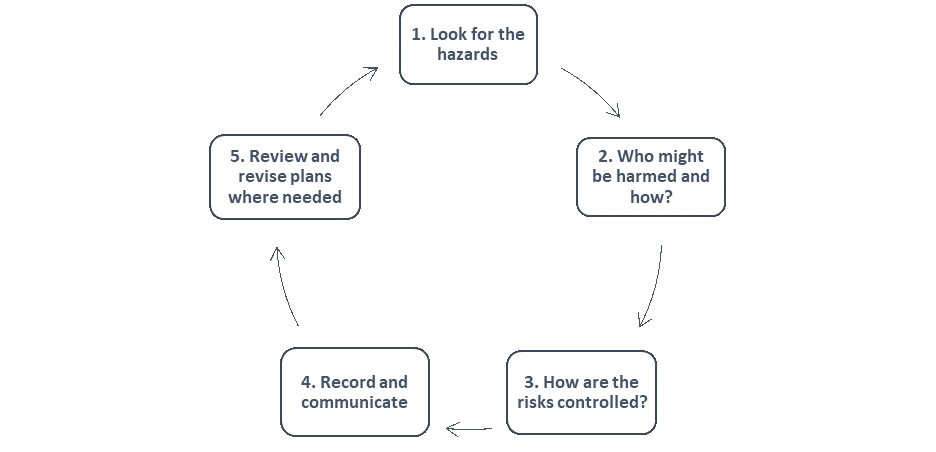 1. Look for the
hazards
2. Who might
be harmed and
how?
3. How are the
risks controlled?
4. Record and
communicate
5. Review and
revise plans
where needed